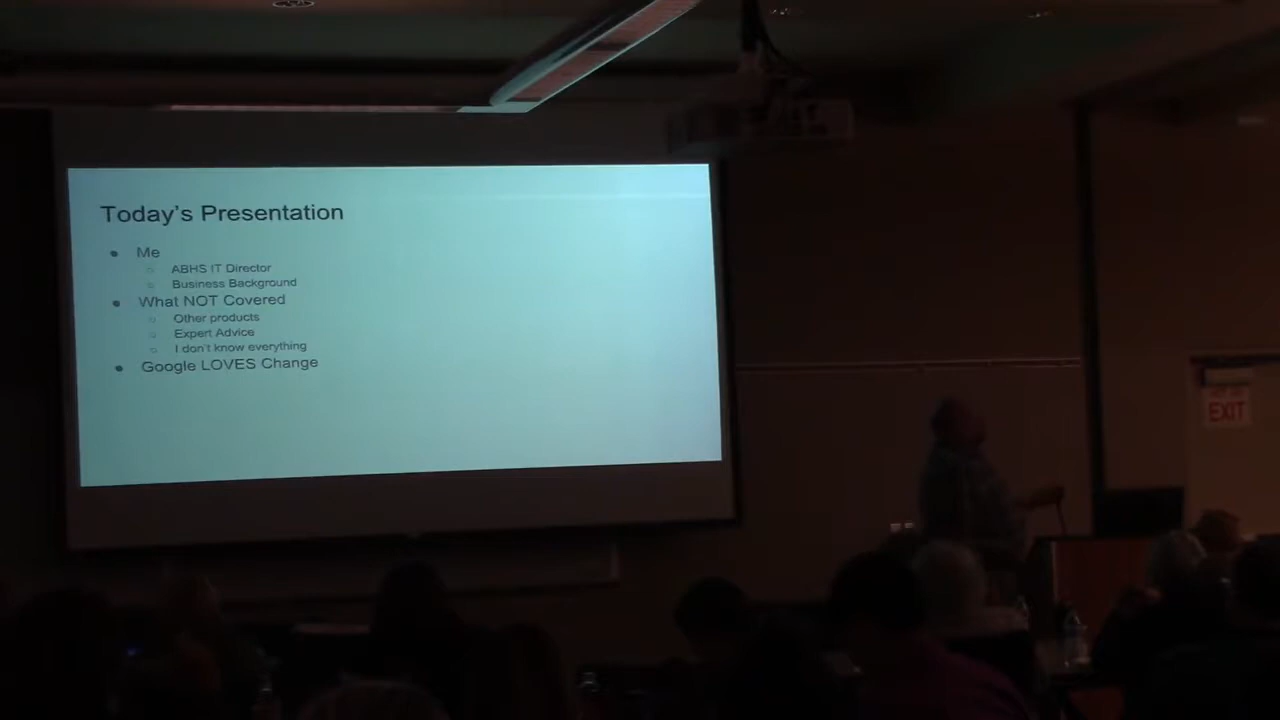 Today's Presentation
Me
ABHS IT Director
Business Background
What NOT Covered
Other products
Expert Advice
I don't know everything
Google LOVES Change
EXIT